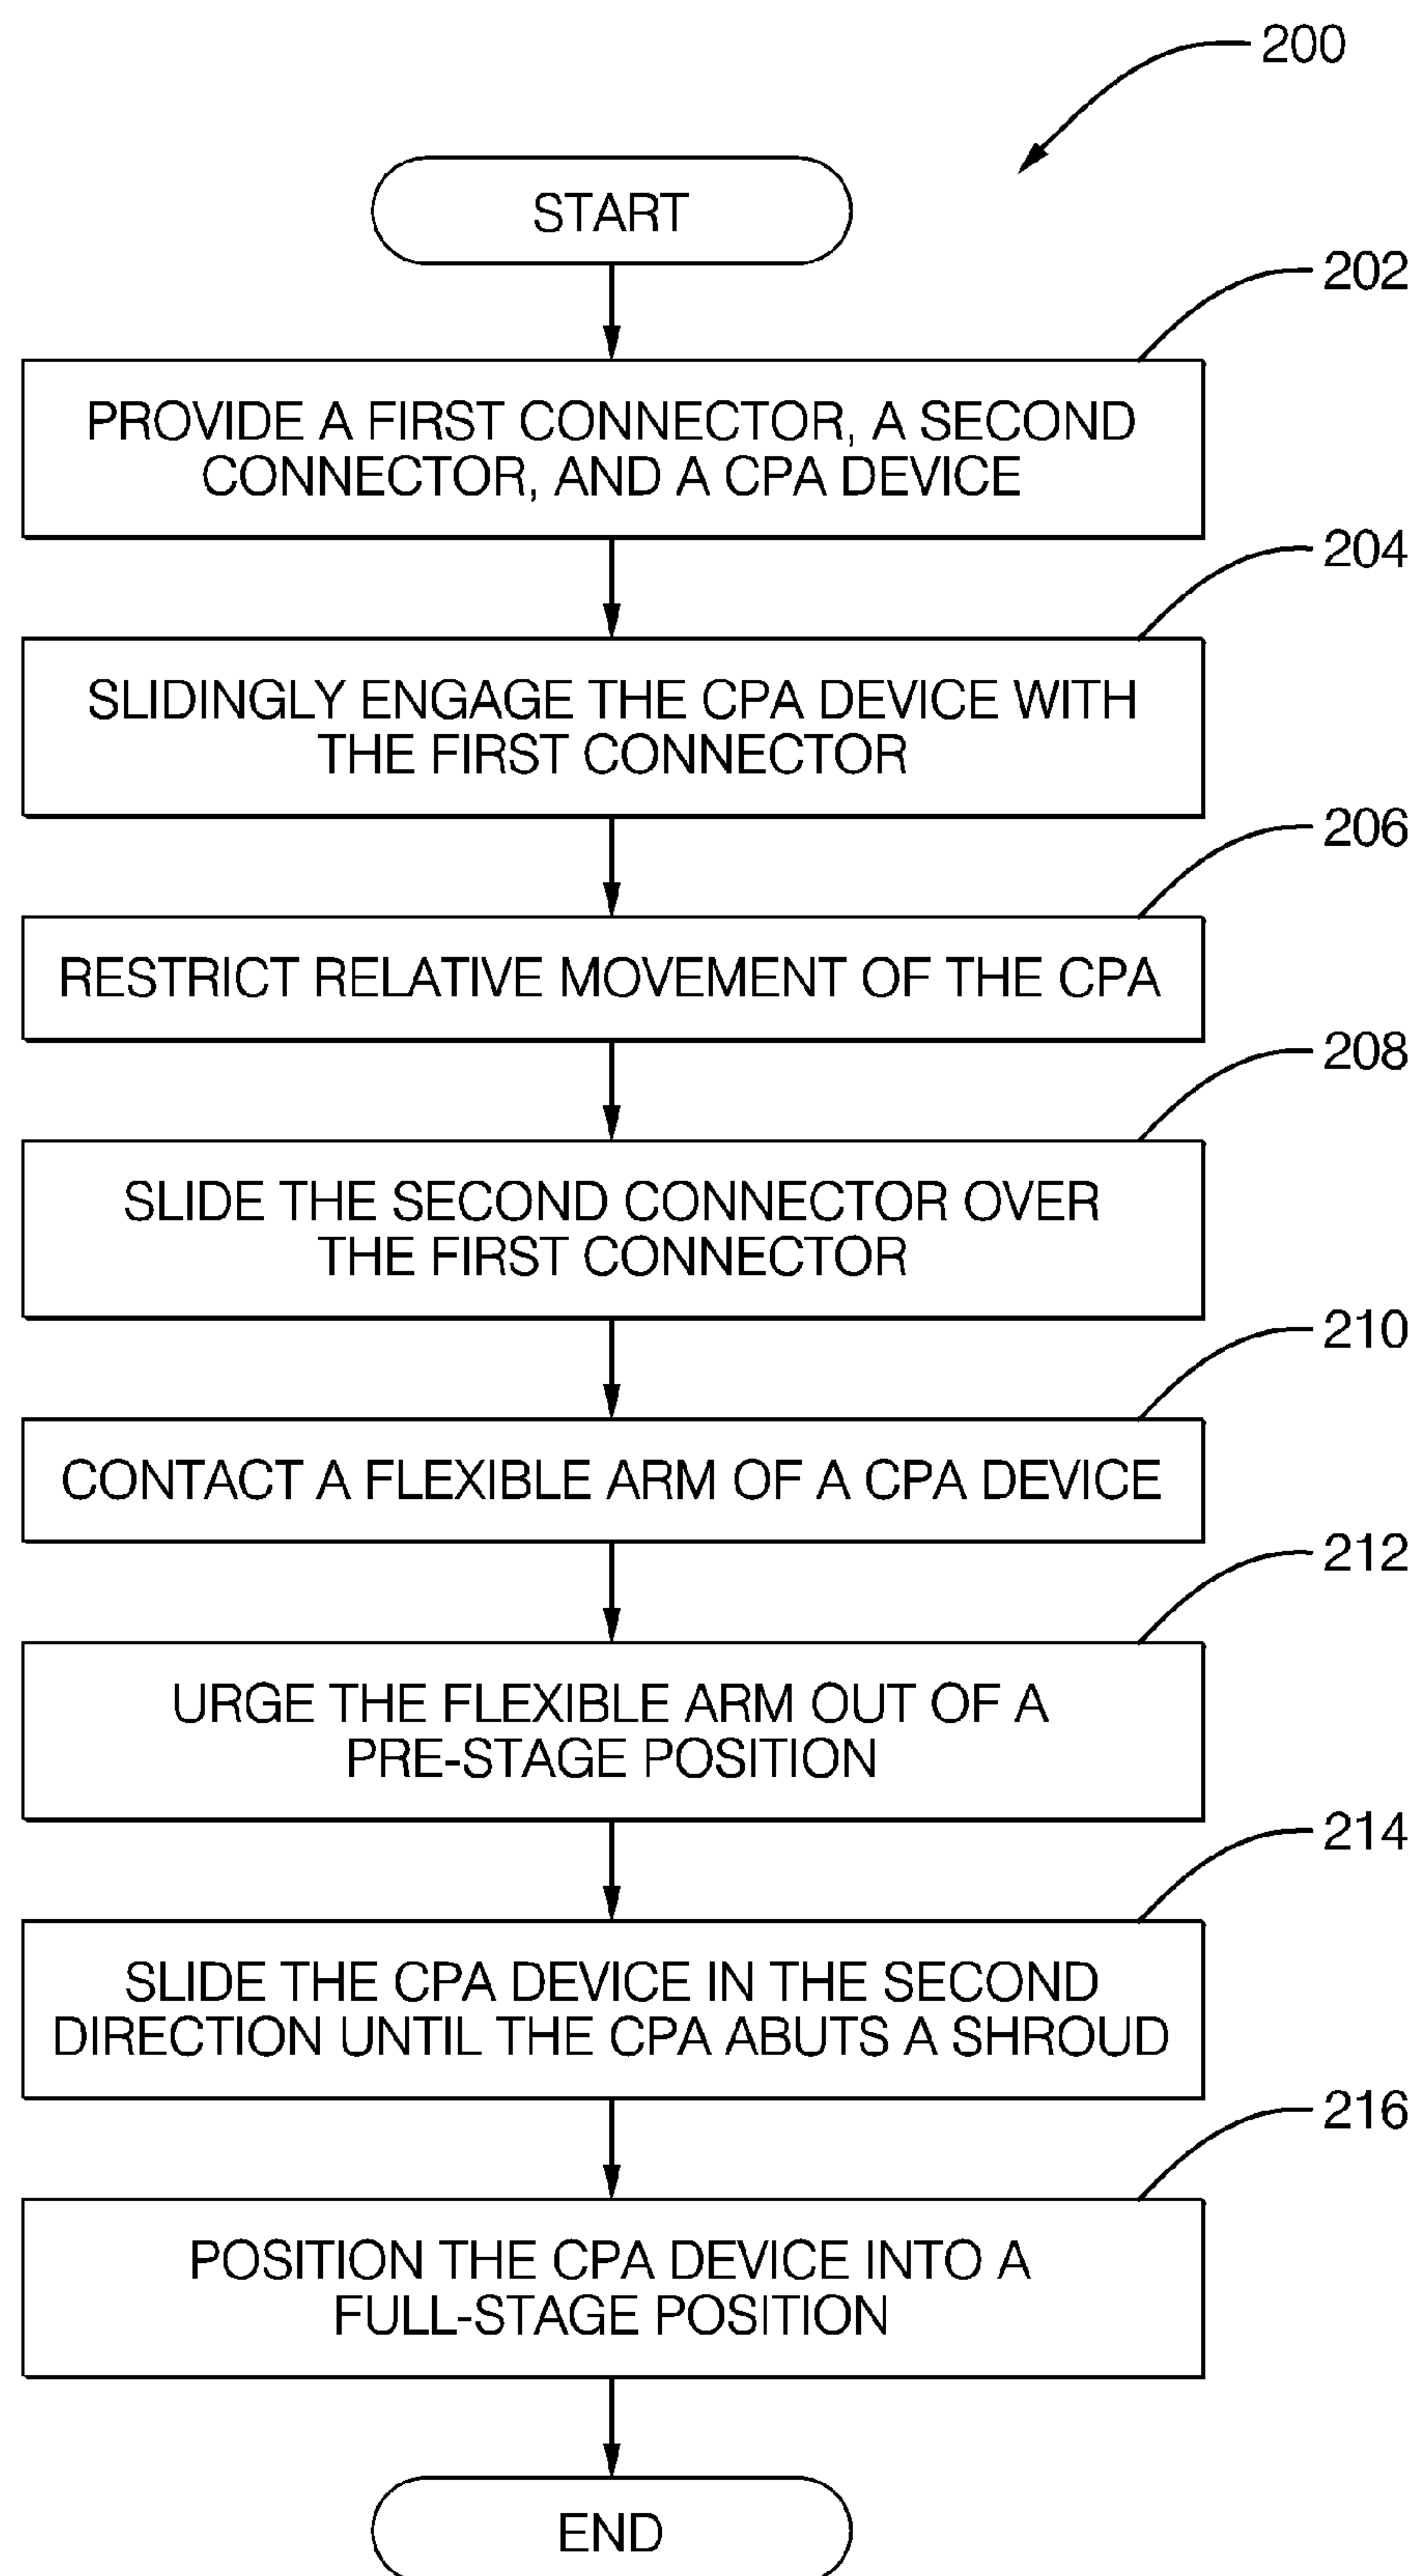 200
START
202
PROVIDE A FIRST CONNECTOR, A SECOND
CONNECTOR, AND A CPA DEVICE
204
SLIDINGLY ENGAGE THE CPA DEVICE WITH
THE FIRST CONNECTOR
206
RESTRICT RELATIVE MOVEMENT OF THE CPA
208
SLIDE THE SECOND CONNECTOR OVER
THE FIRST CONNECTOR
210
CONTACT A FLEXIBLE ARM OF A CPA DEVICE
212
URGE THE FLEXIBLE ARM OUT OF A
PRE-STAGE POSITION
214
SLIDE THE CPA DEVICE IN THE SECOND
DIRECTION UNTIL THE CPA ABUTS A SHROUD
216
POSITION THE CPA DEVICE INTO A
FULL-STAGE POSITION
END